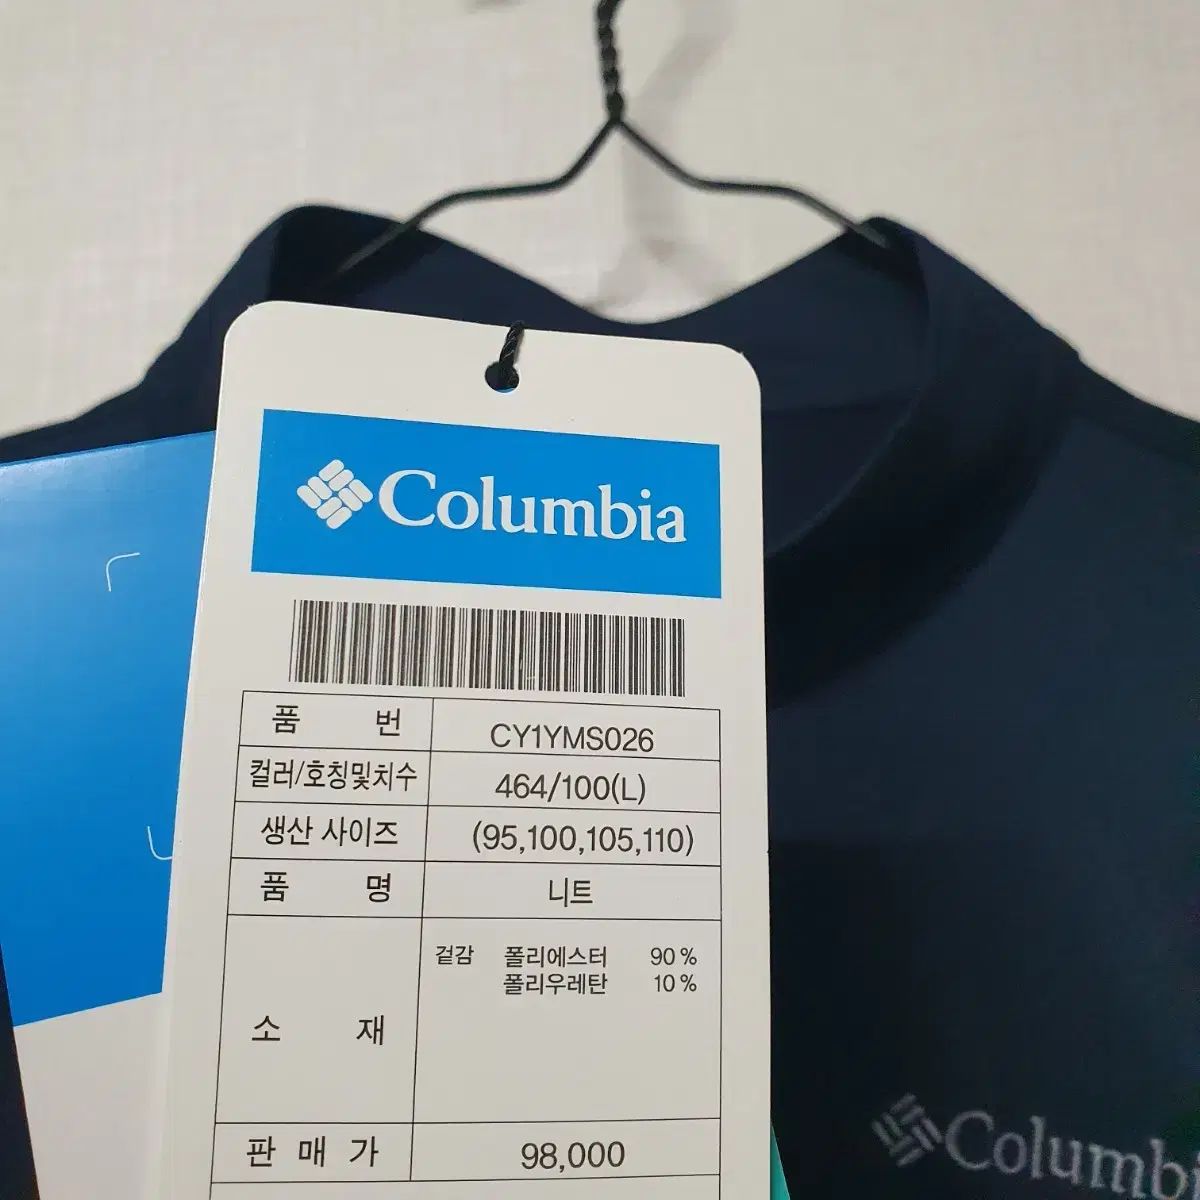 Columbia
품 번 CY1YMS026
컬러/호칭및치수 464/100(L)
생산 사이즈 (95,100,105,110)
품 명 니트
소 재 겉감 폴리에스터 90%
폴리우레탄 10%
판 매 가 98,000
Columbi